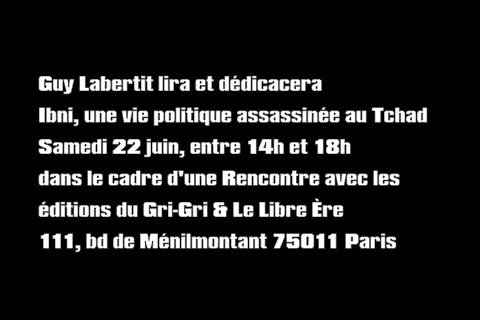 Guy Labertit lira et dédicacera
Ibni, une vie politique assassinée au Tchad
Samedi 22 juin, entre 14h et 18h
dans le cadre d'une Rencontre avec les
éditions du Gri-Gri & Le Libre Ère
111, bd de Ménilmontant 75011 Paris